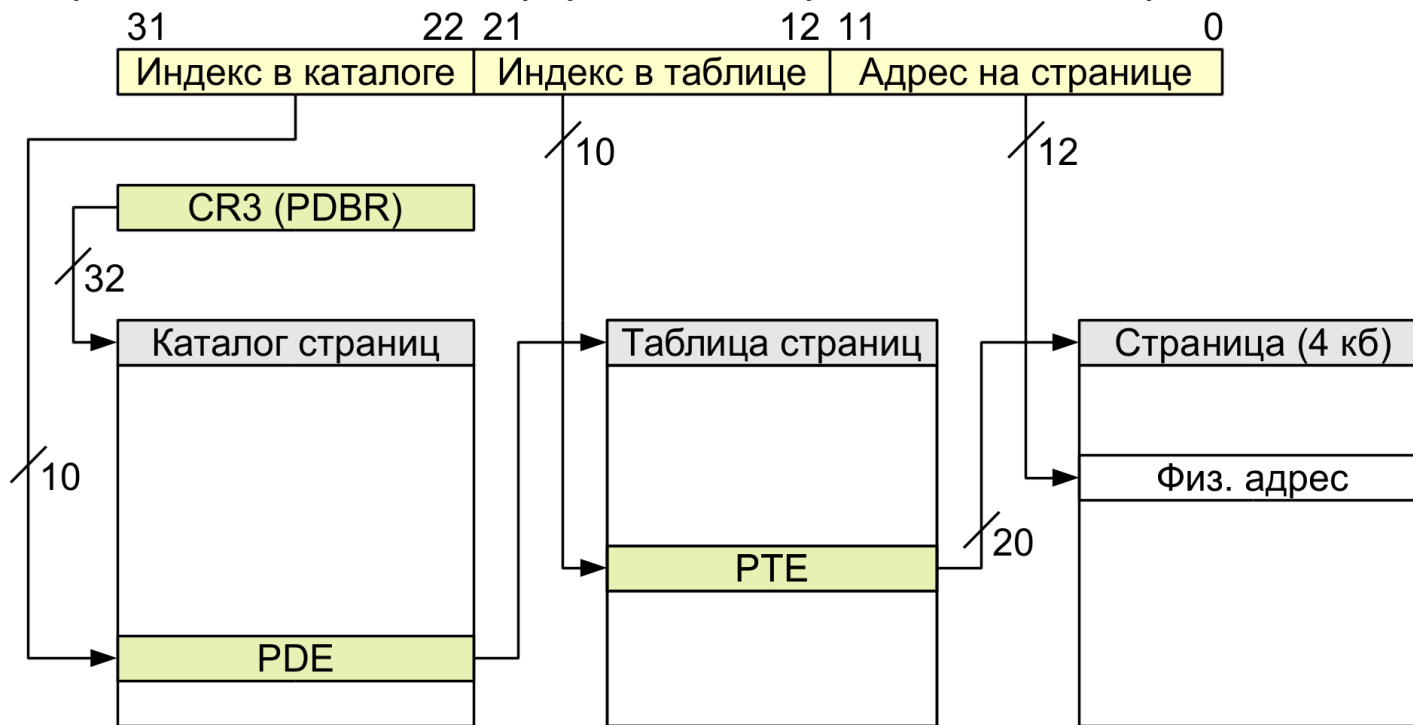 31 22 21 12 11 0
Индекс в каталоге Индекс в таблице Адрес на странице
10 12
CR3 (PDBR)
32
Каталог страниц Таблица страниц Страница (4 кб)
10 Физ. адрес
20
PTE
PDE